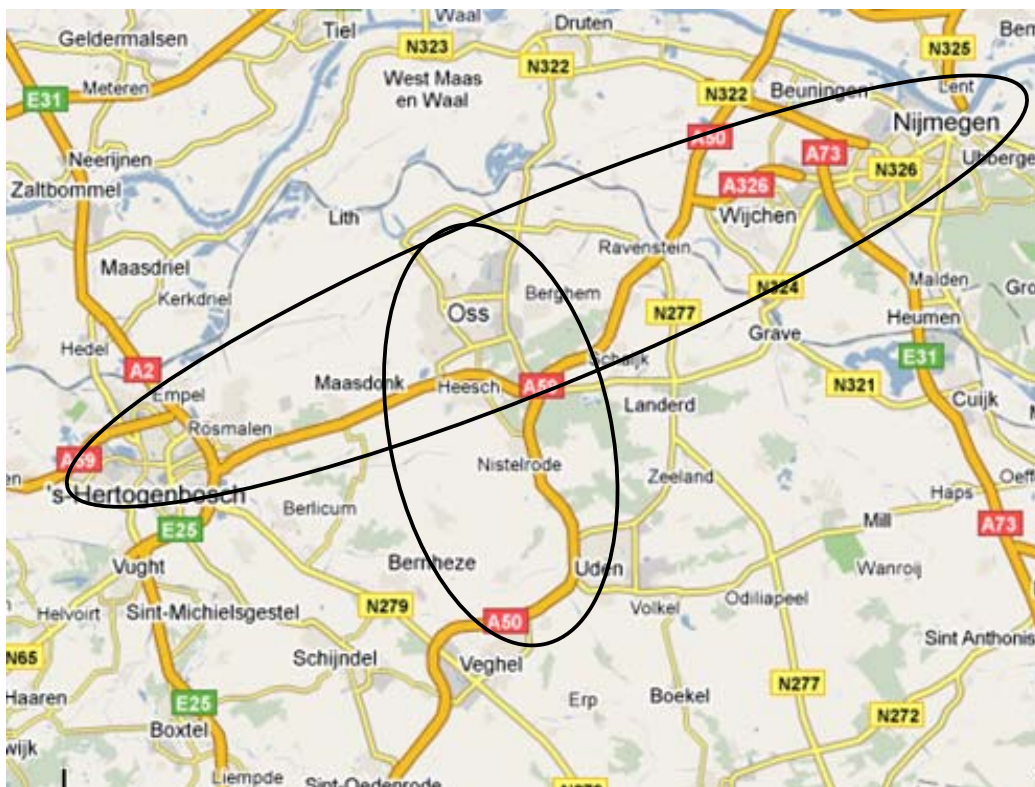 Waal
Tiel
Druten
Geldermalsen
N323
N325
N322
West Maas
en Waal
Meteren
E31
Beuningen
N322
Lent
Nijmegen
A50
A73
Neerijnen
N326
Zaltbommel
A326
Wijchen
Lith
Ravenstein
Maasdriel
Malden
Kerkdriel
Berghem
N324
Oss
N277
Grave
Heumen
Hedel
Schaijk
E31
A2
Maasdonk
Heesch
A59
N321
Empel
Landerd
Cuijk
Rosmalen
A59
Nistelrode
Zeeland
's-Hertogenbosch
Haps
Berlicum
E25
Mill
A73
Vught
Bernheze
Uden
Wanroij
Helvoirt
Sint-Michielsgestel
N279
Volkel
Odiliapeel
A50
N65
Schijndel
Veghel
Sint Anthonis
Haaren
E25
Erp
Boekel
N277
N272
Boxtel
wijk
Liempde
Sint-Oedenrode